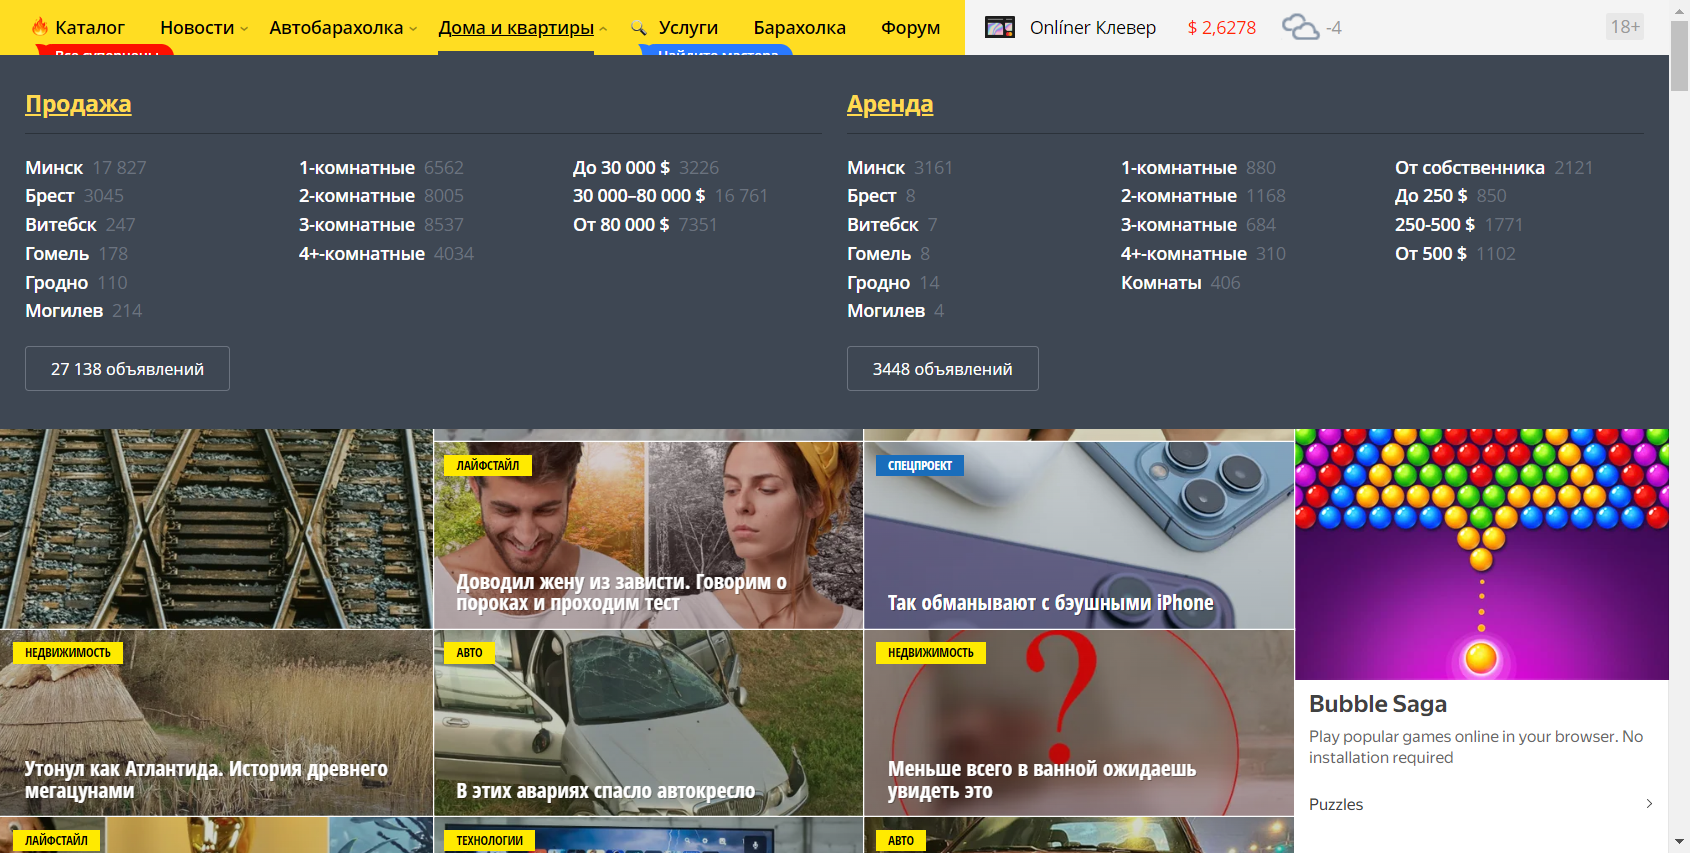 Каталог
Новости
Автобарахолка
Дома и квартиры
Услуги
Барахолка
Форум
Onlíner Клевер
$ 2,6278
-4
18+
Продажа
Минск 17 827
Брест 3045
Витебск 247
Гомель 178
Гродно 110
Могилев 214
1-комнатные 6562
2-комнатные 8005
3-комнатные 8537
4+-комнатные 4034
До 30 000 $ 3226
30 000–80 000 $ 16 761
От 80 000 $ 7351
27 138 объявлений
Аренда
Минск 3161
Брест 8
Витебск 7
Гомель 8
Гродно 14
Могилев 4
1-комнатные 880
2-комнатные 1168
3-комнатные 684
4+-комнатные 310
Комнаты 406
От собственника 2121
До 250 $ 850
250-500 $ 1771
От 500 $ 1102
3448 объявлений
ЛАЙФСТАЙЛ
Доводил жену из зависти. Говорим о
пороках и проходим тест
СПЕЦПРОЕКТ
Так обманывают с бэушными iPhone
НЕДВИЖИМОСТЬ
Утонул как Атлантида. История древнего
мегацунами
АВТО
В этих авариях спасло автокресло
НЕДВИЖИМОСТЬ
Меньше всего в ванной ожидаешь
увидеть это
Bubble Saga
Play popular games online in your browser. No
installation required
Puzzles
ЛАЙФСТАЙЛ
ТЕХНОЛОГИИ
АВТО